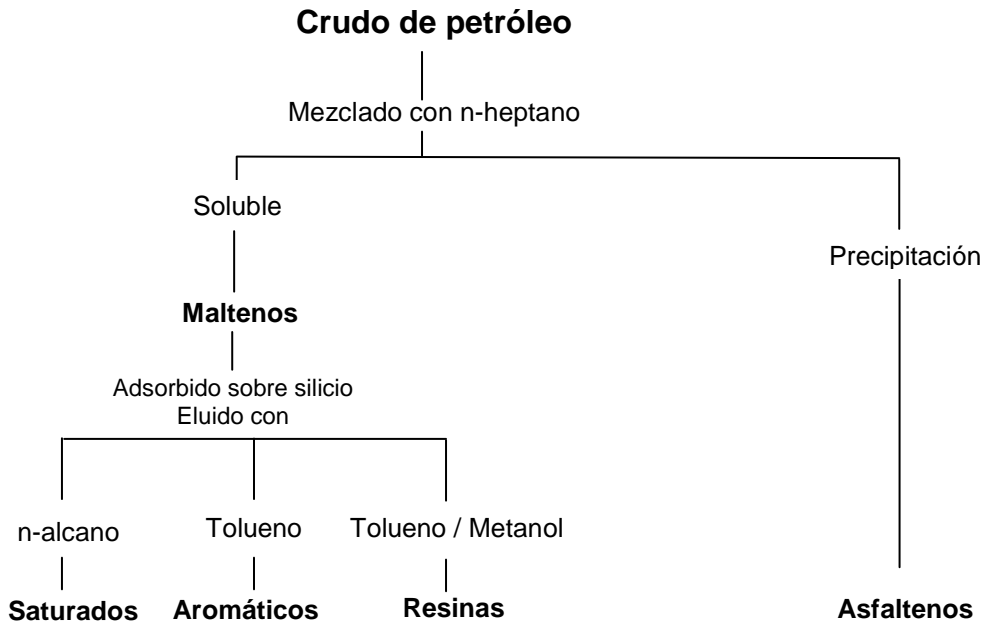 Crudo de petróleo
Mezclado con n-heptano
Soluble
Precipitación
Maltenos
Adsorbido sobre silicio
Eluido con
n-alcano
Tolueno
Tolueno / Metanol
Saturados
Aromáticos
Resinas
Asfaltenos